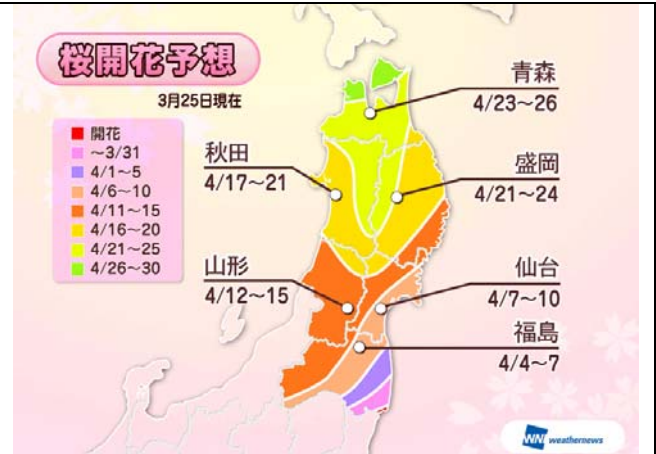 桜開花予想
3月25日現在
開花
~3/31
4/1~5
4/6~10
4/11~15
4/16~20
4/21~25
4/26~30
青森
4/23~26
秋田
4/17~21
盛岡
4/21~24
山形
4/12~15
仙台
4/7~10
福島
4/4~7
WNI weathernews